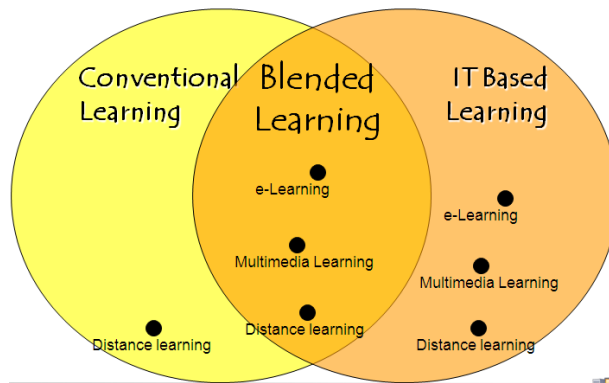 Conventional
Learning
Blended
Learning
IT Based
Learning
e-Learning
e-Learning
Multimedia Learning
Multimedia Learning
Distance learning
Distance learning
Distance learning